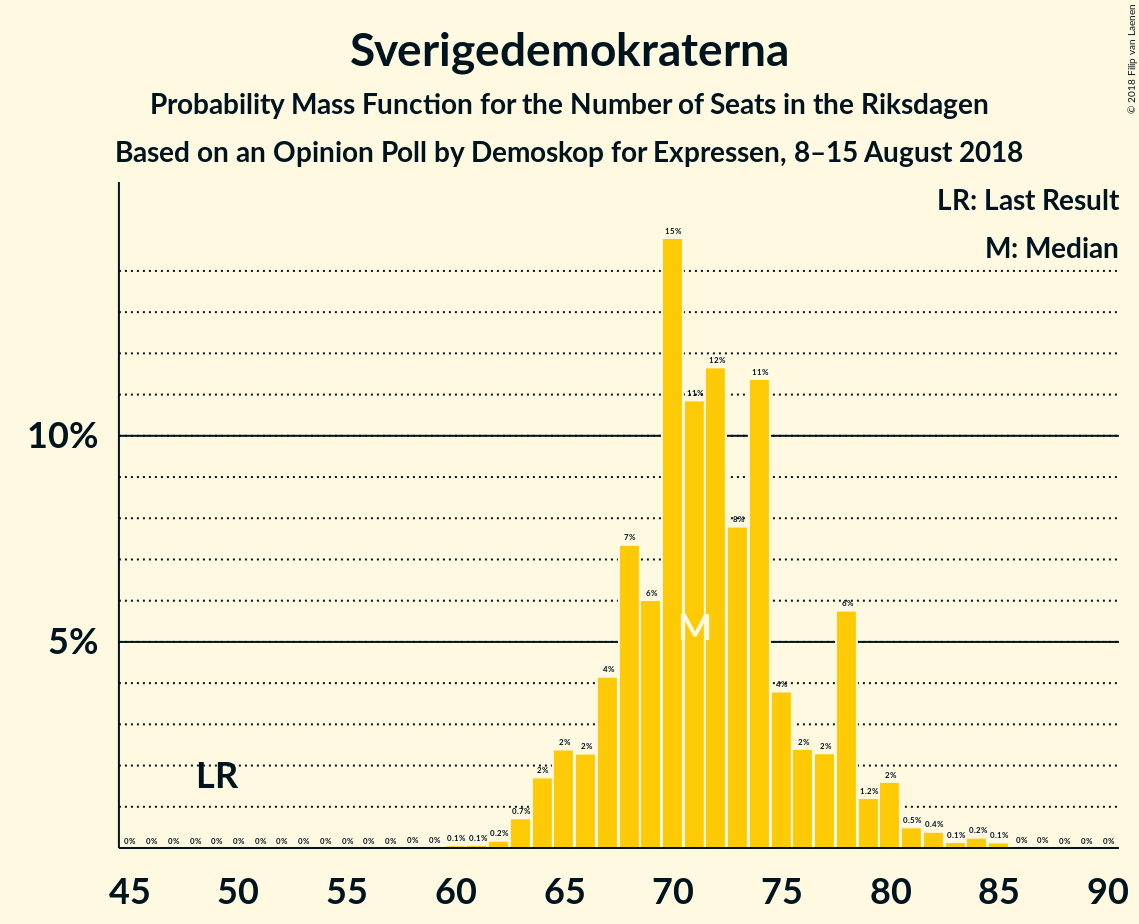 Sverigedemokraterna
Probability Mass Function for the Number of Seats in the Riksdagen
Based on an Opinion Poll by Demoskop for Expressen, 8–15 August 2018
© 2018 Filip van Laenen
LR: Last Result
M: Median
10%
5%
LR
M
0% 0% 0% 0% 0% 0% 0% 0% 0% 0% 0% 0% 0% 0% 0% 0.1% 0.1% 0.2% 0.7% 2% 2% 2% 4% 7% 6% 15% 11% 12% 8% 11% 4% 2% 2% 6% 1.2% 2% 0.5% 0.4% 0.1% 0.2% 0.1% 0% 0% 0% 0% 0%
45 50 55 60 65 70 75 80 85 90